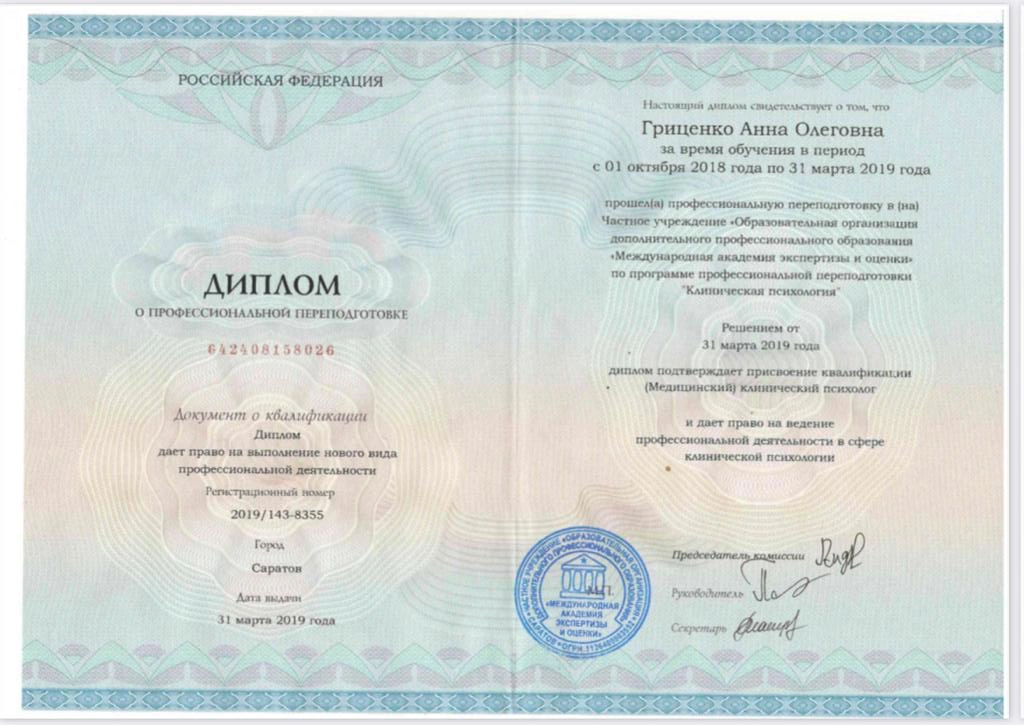 РОССИЙСКАЯ ФЕДЕРАЦИЯ
ДИПЛОМ
О ПРОФЕССИОНАЛЬНОЙ ПЕРЕПОДГОТОВКЕ
642408158026
Документ о квалификации
Диплом
дает право на выполнение нового вида
профессиональной деятельности
Регистрационный номер
2019/143-8355
Город
Саратов
Дата выдачи
31 марта 2019 года
Настоящий диплом свидетельствует о том, что
Гриценко Анна Олеговна
за время обучения в период
с 01 октября 2018 года по 31 марта 2019 года
прошел(а) профессиональную переподготовку в (на)
Частное учреждение «Образовательная организация
дополнительного профессионального образования
«Международная академия экспертизы и оценки»
по программе профессиональной переподготовки
"Клиническая психология"
Решением от
31 марта 2019 года
диплом подтверждает присвоение квалификации
(Медицинский) клинический психолог
и дает право на ведение
профессиональной деятельности в сфере
клинической психологии
Председатель комиссии
Руководитель
Секретарь
М.П.
ЧАСТНОЕ УЧРЕЖДЕНИЕ «ОБРАЗОВАТЕЛЬНАЯ ОРГАНИЗАЦИЯ
ДОПОЛНИТЕЛЬНОГО ПРОФЕССИОНАЛЬНОГО ОБРАЗОВАНИЯ
«МЕЖДУНАРОДНАЯ
АКАДЕМИЯ
ЭКСПЕРТИЗЫ
И ОЦЕНКИ»
САРАТОВ
ОГРН